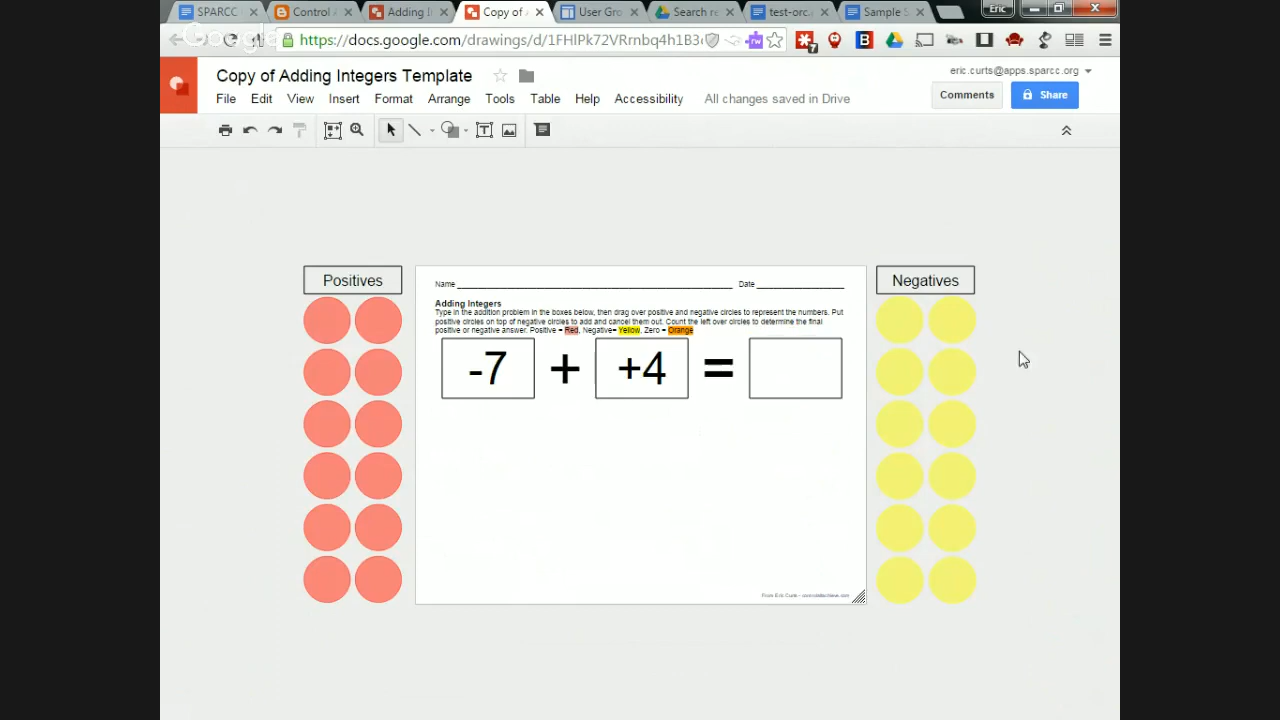 SPARCC
Control A
Adding I
Copy of
User Gro
Search re
test-orc
Sample S
Eric
https://docs.google.com/drawings/d/1FHlPk72VRrnbq4h1B3
7
Copy of Adding Integers Template
eric.curts@apps.sparcc.org
File Edit View Insert Format Arrange Tools Table Help Accessibility All changes saved in Drive
Comments
Share
Positives
Negatives
Name Date
Adding Integers
Type in the addition problem in the boxes below, then drag over positive and negative circles to represent the numbers. Put
positive circles on top of negative circles to add and cancel them out. Count the left over circles to determine the final
positive or negative answer. Positive = Red, Negative= Yellow, Zero = Orange
-7 + +4 =